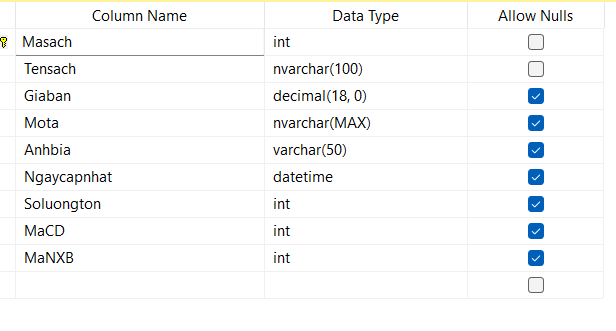 Column Name Data Type Allow Nulls
Masach int
Tensach nvarchar(100)
Giaban decimal(18, 0)
Mota nvarchar(MAX)
Anhbia varchar(50)
Ngaycapnhat datetime
Soluongton int
MaCD int
MaNXB int